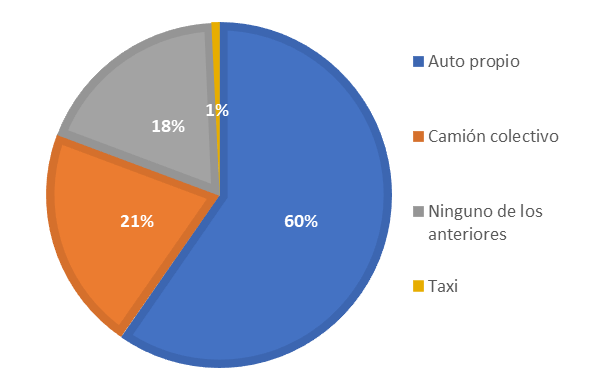 1%
18%
21%
60%
Auto propio
Camión colectivo
Ninguno de los
anteriores
Taxi